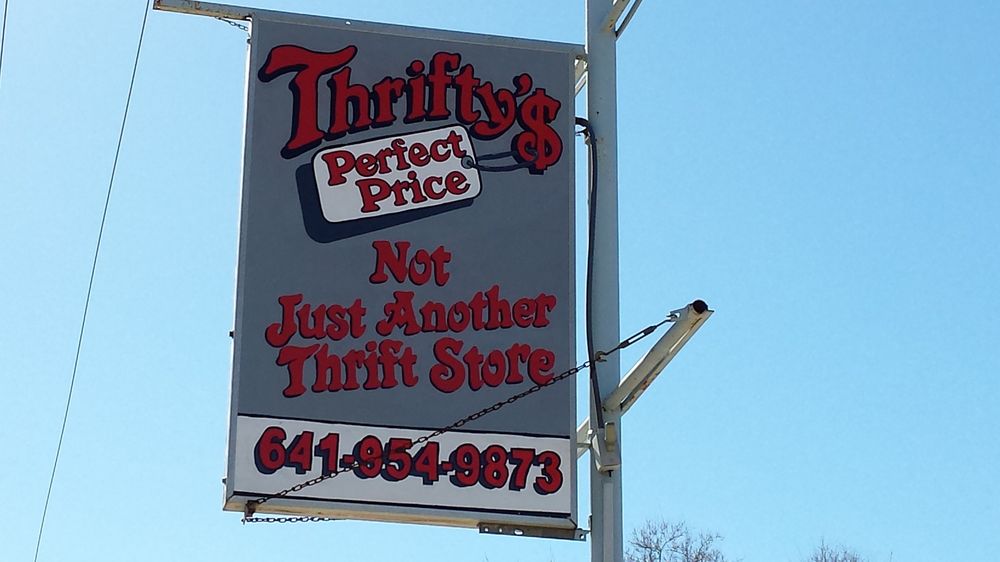 Thrifty'$
Perfect
Price
Not
Just Another
Thrift Store
641-954-9873